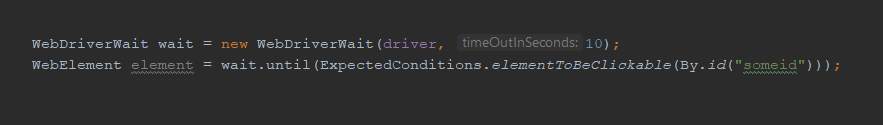 WebDriverWait wait = new WebDriverWait(driver, timeOutInSeconds: 10);
WebElement element = wait.until(ExpectedConditions.elementToBeClickable(By.id("someid")));